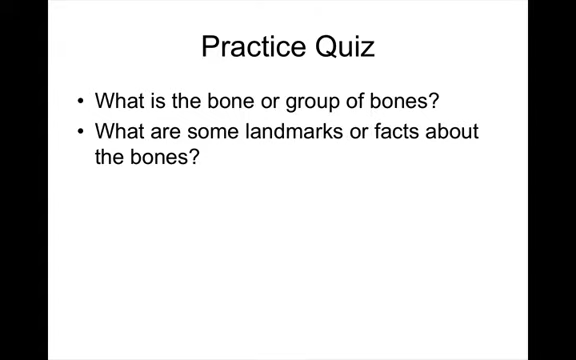 Practice Quiz
• What is the bone or group of bones?
• What are some landmarks or facts about
the bones?